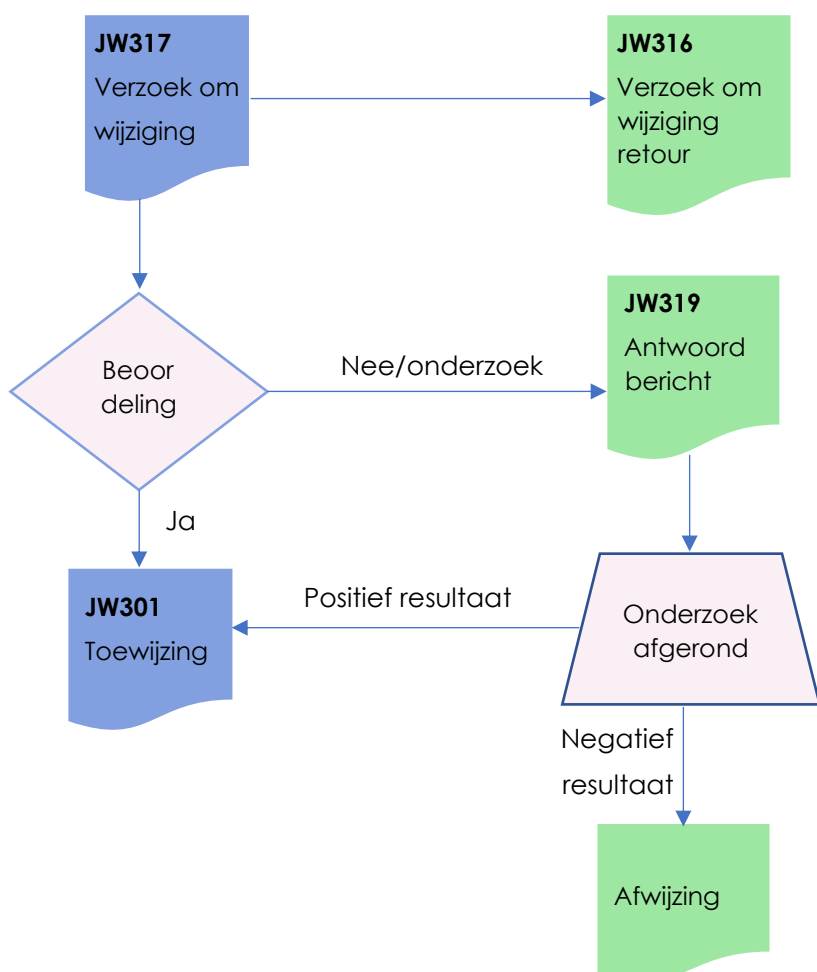 JW317
Verzoek om
wijziging
JW316
Verzoek om
wijziging
retour
Beoor
deling
Nee/onderzoek
JW319
Antwoord
bericht
Ja
JW301
Toewijzing
Positief resultaat
Onderzoek
afgerond
Negatief
resultaat
Afwijzing